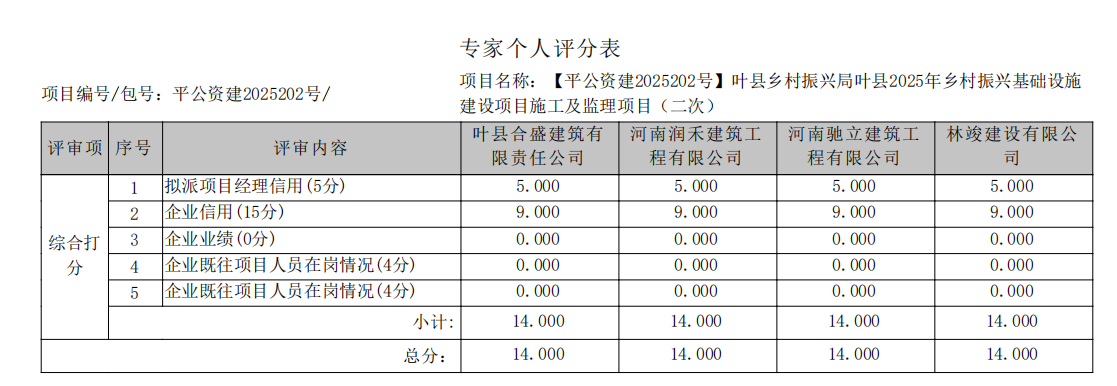 专家个人评分表
项目编号/包号：平公资建2025202号/
项目名称：【平公资建2025202号】叶县乡村振兴局叶县2025年乡村振兴基础设施
建设项目施工及监理项目（二次）
评审项 序号 评审内容 叶县合盛建筑有限责任公司 河南润禾建筑工程有限公司 河南驰立建筑工程有限公司 林竣建设有限公司
综合打分
1 拟派项目经理信用(5分) 5.000 5.000 5.000 5.000
2 企业信用(15分) 9.000 9.000 9.000 9.000
3 企业业绩(0分) 0.000 0.000 0.000 0.000
4 企业既往项目人员在岗情况(4分) 0.000 0.000 0.000 0.000
5 企业既往项目人员在岗情况(4分) 0.000 0.000 0.000 0.000
小计: 14.000 14.000 14.000 14.000
总分： 14.000 14.000 14.000 14.000